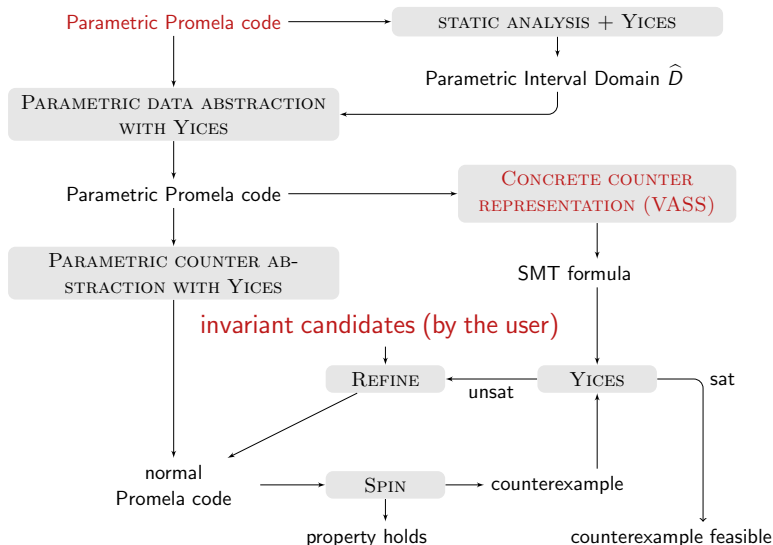 Parametric Promela code
STATIC ANALYSIS + YICES
Parametric Interval Domain D̂
PARAMETRIC DATA ABSTRACTION
WITH YICES
Parametric Promela code
CONCRETE COUNTER
REPRESENTATION (VASS)
PARAMETRIC COUNTER AB-
STRACTION WITH YICES
SMT formula
invariant candidates (by the user)
REFINE
unsat
YICES
sat
normal
Promela code
SPIN
counterexample
property holds
counterexample feasible